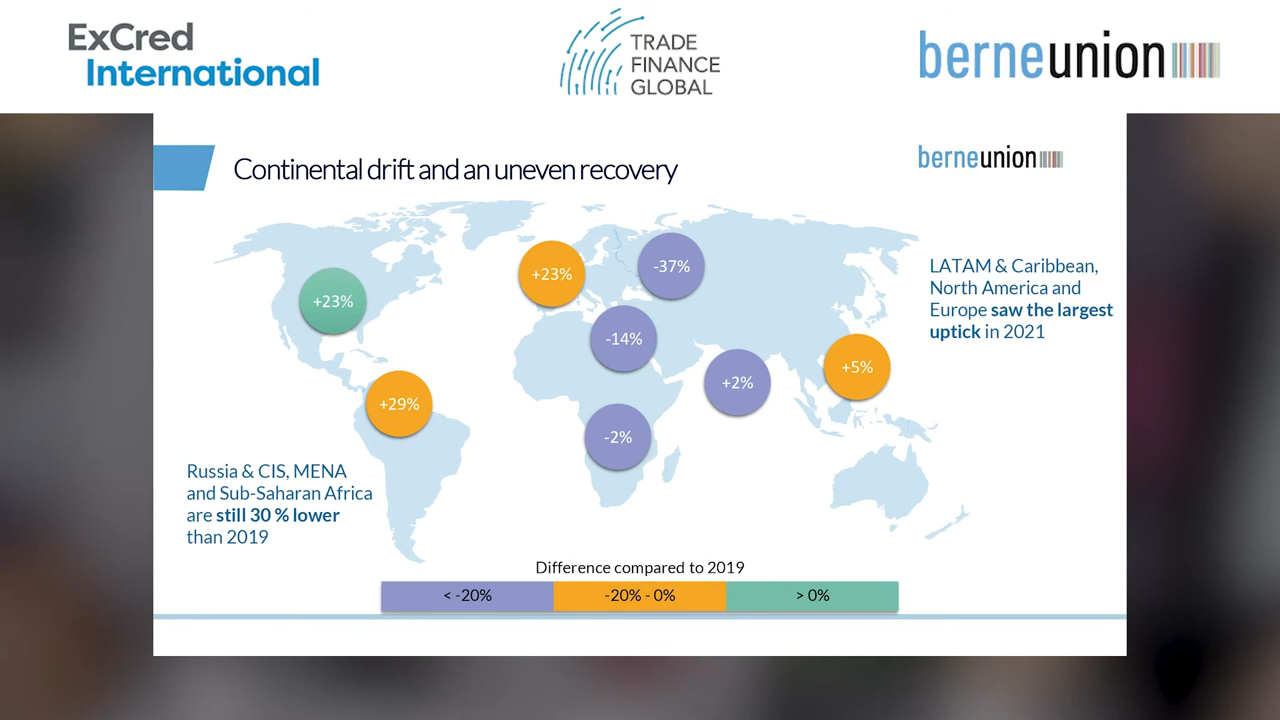 ExCred
International
TRADE
FINANCE
GLOBAL
berneunion
Continental drift and an uneven recovery
berneunion
+23%
+23%
-37%
-14%
+2%
+5%
+29%
-2%
LATAM & Caribbean,
North America and
Europe saw the largest
uptick in 2021
Russia & CIS, MENA
and Sub-Saharan Africa
are still 30 % lower
than 2019
Difference compared to 2019
< -20%
-20% - 0%
> 0%